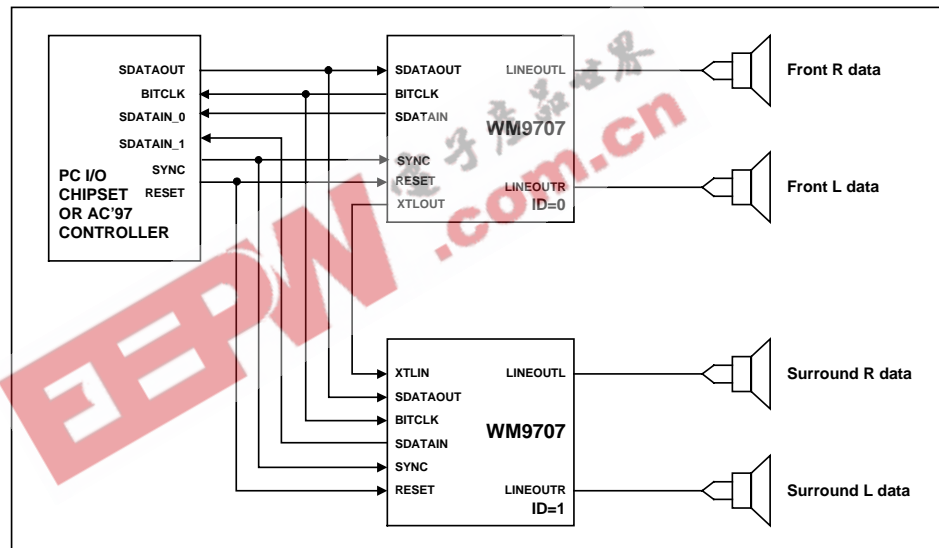 SDATAOUT
BITCLK
SDATAIN_0
SDATAIN_1
SYNC
RESET
PC I/O
CHIPSET
OR AC'97
CONTROLLER
SDATAOUT
BITCLK
SDATAIN
SYNC
RESET
XTLOUT
LINEOUTL
WM9707
LINEOUTR
ID=0
Front R data
Front L data
电子产品世界
EEPW.com.cn
XTLIN
SDATAOUT
BITCLK
SDATAIN
SYNC
RESET
LINEOUTL
WM9707
LINEOUTR
ID=1
Surround R data
Surround L data